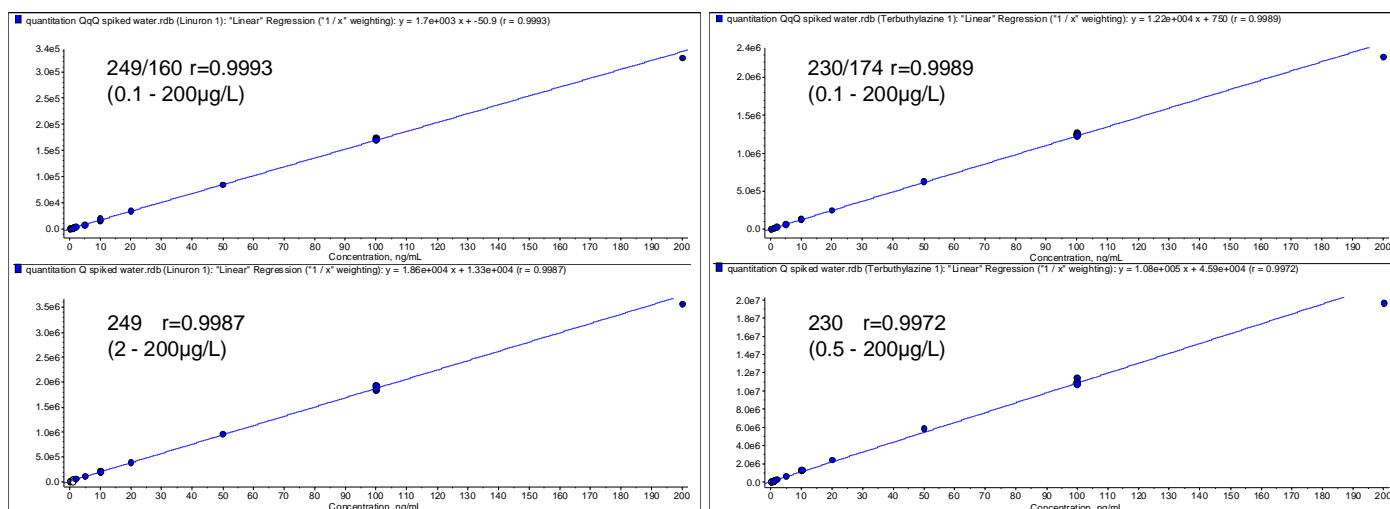 quantitation QqQ spiked water.rdb (Linuron 1): "Linear" Regression ("1 / x" weighting): y = 1.7e+003 x + -50.9 (r = 0.9993)
249/160 r=0.9993
(0.1 - 200µg/L)
3.4e5
3.0e5
2.5e5
2.0e5
1.5e5
1.0e5
5.0e4
0.0
0 10 20 30 40 50 60 70 80 90 100 110 120 130 140 150 160 170 180 190 200
Concentration, ng/mL
quantitation QqQ spiked water.rdb (Terbuthylazine 1): "Linear" Regression ("1 / x" weighting): y = 1.22e+004 x + 750 (r = 0.9989)
230/174 r=0.9989
(0.1 - 200µg/L)
2.4e6
2.0e6
1.5e6
1.0e6
5.0e5
0.0
0 10 20 30 40 50 60 70 80 90 100 110 120 130 140 150 160 170 180 190 200
Concentration, ng/mL
quantitation Q spiked water.rdb (Linuron 1): "Linear" Regression ("1 / x" weighting): y = 1.86e+004 x + 1.33e+004 (r = 0.9987)
249 r=0.9987
(2 - 200µg/L)
3.5e6
3.0e6
2.5e6
2.0e6
1.5e6
1.0e6
5.0e5
0.0
0 10 20 30 40 50 60 70 80 90 100 110 120 130 140 150 160 170 180 190 200
Concentration, ng/mL
quantitation Q spiked water.rdb (Terbuthylazine 1): "Linear" Regression ("1 / x" weighting): y = 1.08e+005 x + 4.59e+004 (r = 0.9972)
230 r=0.9972
(0.5 - 200µg/L)
2.0e7
1.8e7
1.6e7
1.4e7
1.2e7
1.0e7
8.0e6
6.0e6
4.0e6
2.0e6
0.0
0 10 20 30 40 50 60 70 80 90 100 110 120 130 140 150 160 170 180 190 200
Concentration, ng/mL